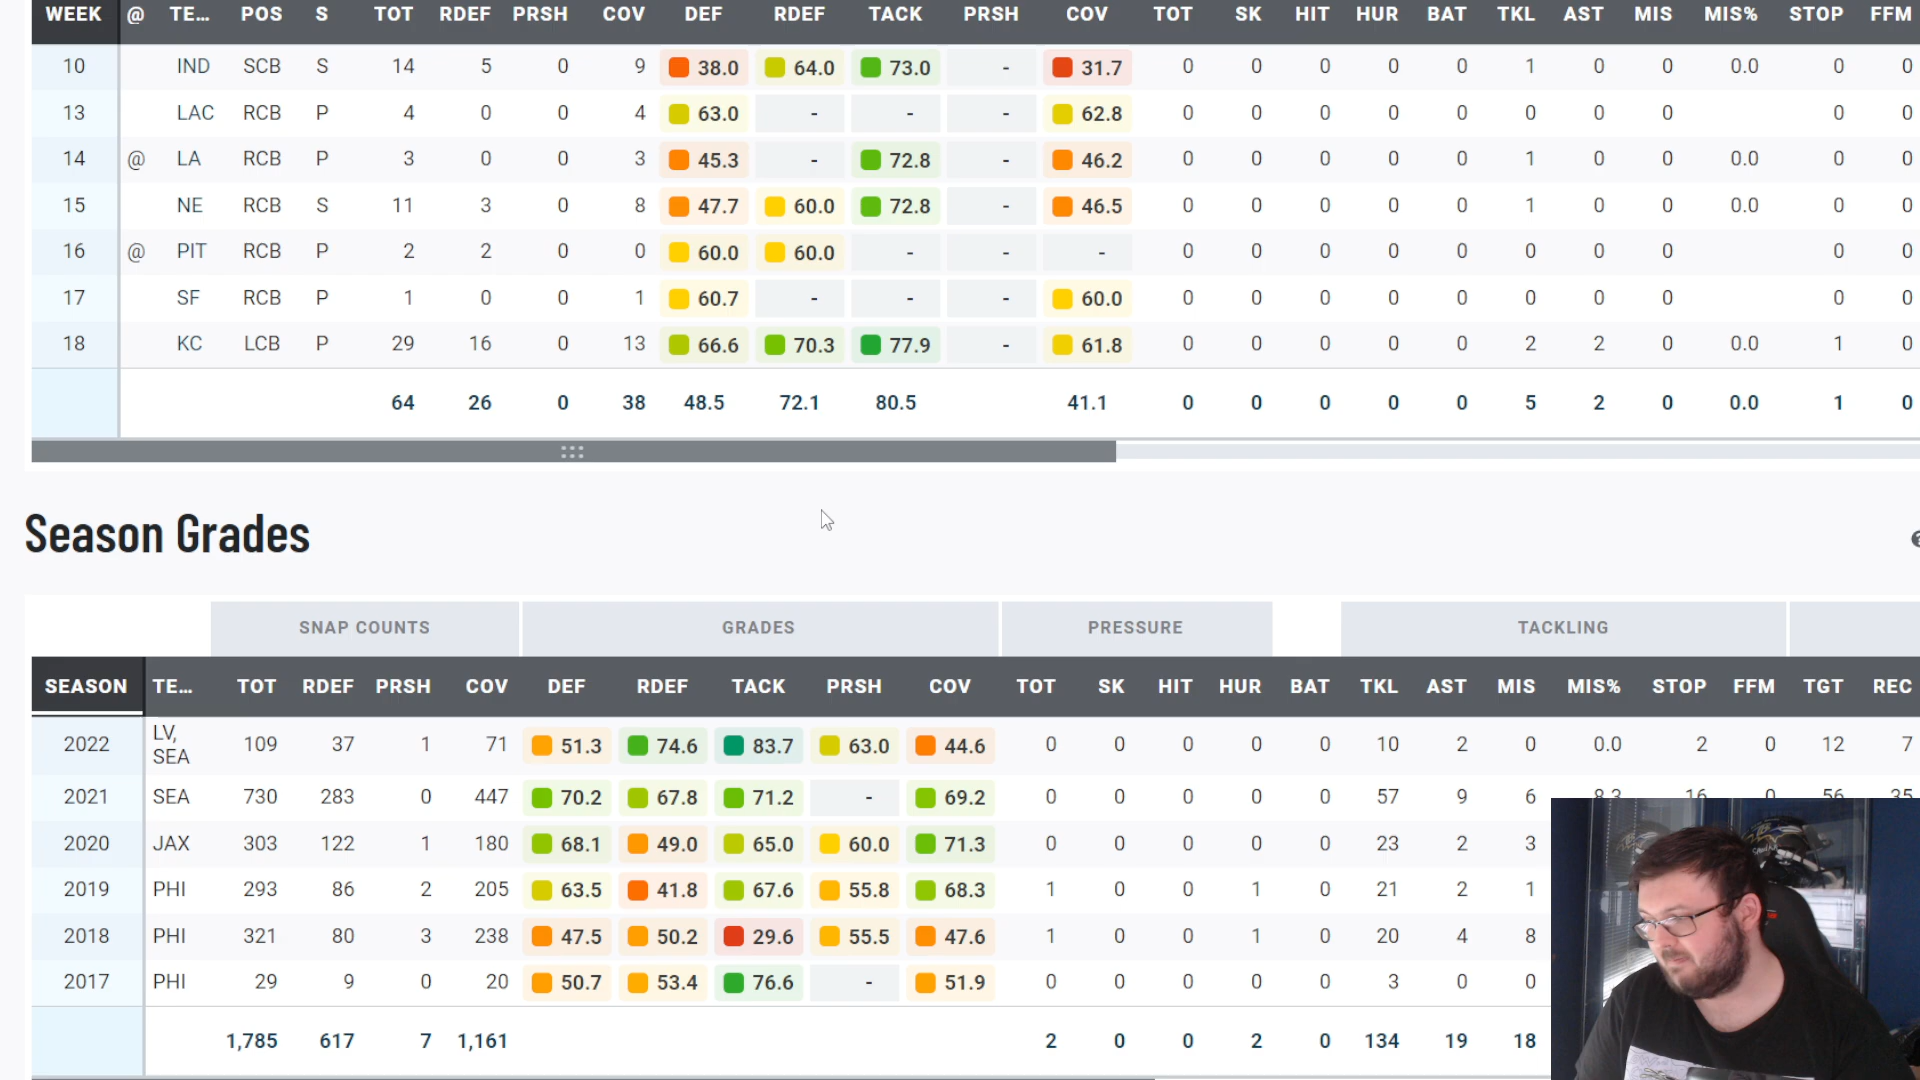 WEEK @ TE... POS S TOT RDEF PRSH COV DEF RDEF TACK PRSH COV TOT SK HIT HUR BAT TKL AST MIS MIS% STOP FFM
10 IND SCB S 14 5 0 9 38.0 64.0 73.0 - 31.7 0 0 0 0 0 1 0 0 0.0 0 0
13 LAC RCB P 4 0 0 4 63.0 - - - 62.8 0 0 0 0 0 0 0 0 0 0
14 @ LA RCB P 3 0 0 3 45.3 - 72.8 - 46.2 0 0 0 0 0 1 0 0 0.0 0 0
15 NE RCB S 11 3 0 8 47.7 60.0 72.8 - 46.5 0 0 0 0 0 1 0 0 0.0 0 0
16 @ PIT RCB P 2 2 0 0 60.0 60.0 - - - 0 0 0 0 0 0 0 0 0 0
17 SF RCB P 1 0 0 1 60.7 - - - 60.0 0 0 0 0 0 0 0 0 0 0
18 KC LCB P 29 16 0 13 66.6 70.3 77.9 - 61.8 0 0 0 0 0 2 2 0 0.0 1 0
64 26 0 38 48.5 72.1 80.5 41.1 0 0 0 0 0 5 2 0 0.0 1 0
Season Grades
SNAP COUNTS GRADES PRESSURE TACKLING
SEASON TE... TOT RDEF PRSH COV DEF RDEF TACK PRSH COV TOT SK HIT HUR BAT TKL AST MIS MIS% STOP FFM TGT REC
2022 LV, SEA 109 37 1 71 51.3 74.6 83.7 63.0 44.6 0 0 0 0 0 10 2 0 0.0 2 0 12 7
2021 SEA 730 283 0 447 70.2 67.8 71.2 - 69.2 0 0 0 0 0 57 9 6 8.3 16 0 56 35
2020 JAX 303 122 1 180 68.1 49.0 65.0 60.0 71.3 0 0 0 0 0 23 2 3
2019 PHI 293 86 2 205 63.5 41.8 67.6 55.8 68.3 1 0 0 1 0 21 2 1
2018 PHI 321 80 3 238 47.5 50.2 29.6 55.5 47.6 1 0 0 1 0 20 4 8
2017 PHI 29 9 0 20 50.7 53.4 76.6 - 51.9 0 0 0 0 0 3 0 0
1,785 617 7 1,161 2 0 0 2 0 134 19 18